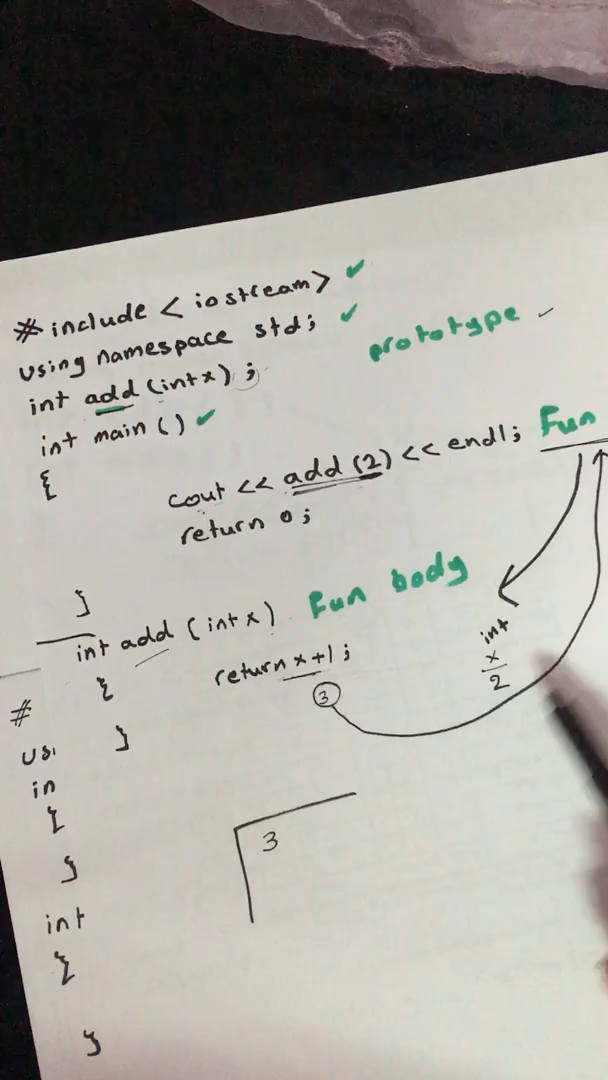 #include <iostream> ✓
using namespace std; ✓
prototype ✓
int add (int x) ;
int main () ✓
{
cout << add (2) << endl; Fun
return 0;
}
int add (int x) Fun body
{
return x+1;
}
int
x
2
3
3
#
usi
in
{
}
int
{
}